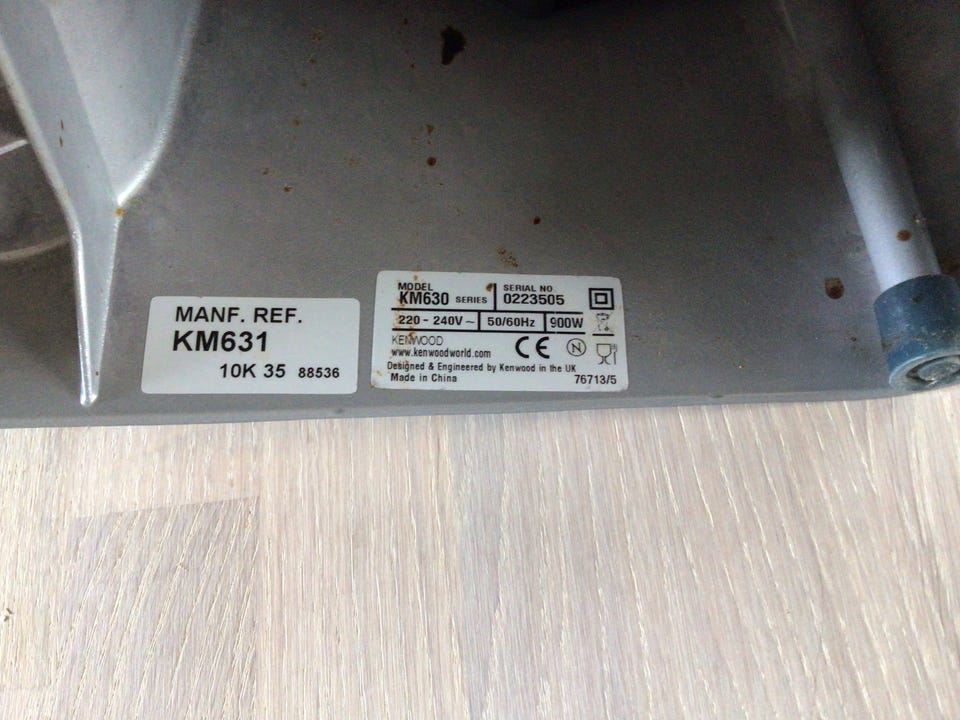 MANF. REF.
KM631
10K 35 88536
MODEL
KM630 SERIES
SERIAL NO.
0223505
220 - 240V ~ 50/60Hz 900W
KENWOOD
www.kenwoodworld.com
CE N
Designed & Engineered by Kenwood in the UK
Made in China 76713/5